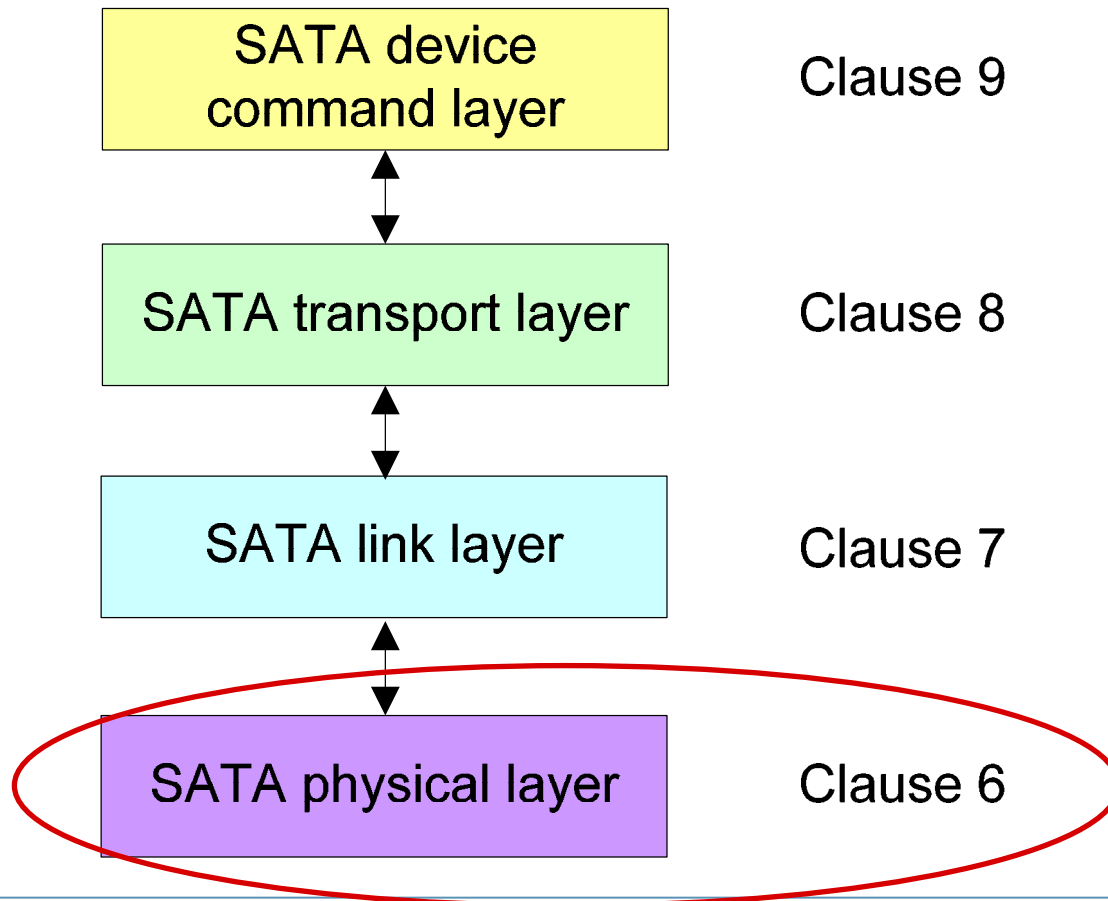 SATA device
command layer
Clause 9
SATA transport layer
Clause 8
SATA link layer
Clause 7
SATA physical layer
Clause 6